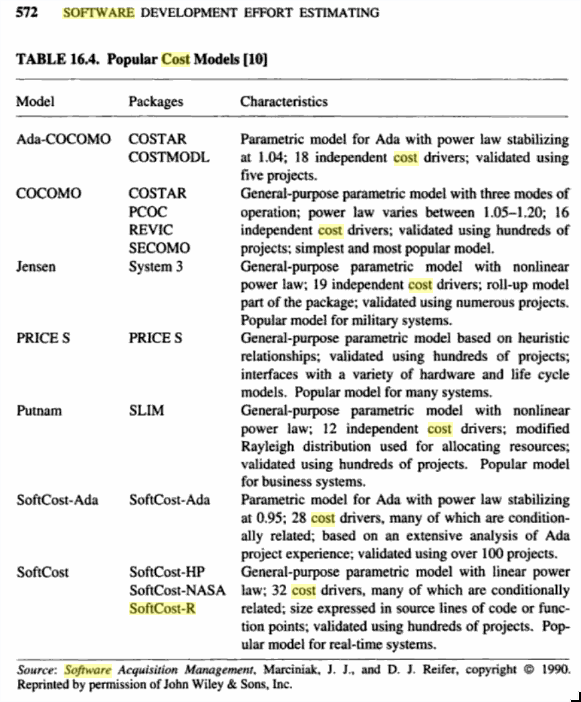 572 SOFTWARE DEVELOPMENT EFFORT ESTIMATING
TABLE 16.4. Popular Cost Models [10]
Model Packages Characteristics
Ada-COCOMO COSTAR Parametric model for Ada with power law stabilizing
COSTMODL at 1.04; 18 independent cost drivers; validated using
five projects.
COCOMO COSTAR General-purpose parametric model with three modes of
PCOC operation; power law varies between 1.05–1.20; 16
REVIC independent cost drivers; validated using hundreds of
SECOMO projects; simplest and most popular model.
Jensen System 3 General-purpose parametric model with nonlinear
power law; 19 independent cost drivers; roll-up model
part of the package; validated using numerous projects.
Popular model for military systems.
PRICE S PRICE S General-purpose parametric model based on heuristic
relationships; validated using hundreds of projects;
interfaces with a variety of hardware and life cycle
models. Popular model for many systems.
Putnam SLIM General-purpose parametric model with nonlinear
power law; 12 independent cost drivers; modified
Rayleigh distribution used for allocating resources;
validated using hundreds of projects. Popular model
for business systems.
SoftCost-Ada SoftCost-Ada Parametric model for Ada with power law stabilizing
at 0.95; 28 cost drivers, many of which are condition-
ally related; based on an extensive analysis of Ada
project experience; validated using over 100 projects.
SoftCost SoftCost-HP General-purpose parametric model with linear power
SoftCost-NASA law; 32 cost drivers, many of which are conditionally
SoftCost-R related; size expressed in source lines of code or func-
tion points; validated using hundreds of projects. Pop-
ular model for real-time systems.
Source: Software Acquisition Management, Marciniak, J. J., and D. J. Reifer, copyright © 1990.
Reprinted by permission of John Wiley & Sons, Inc.